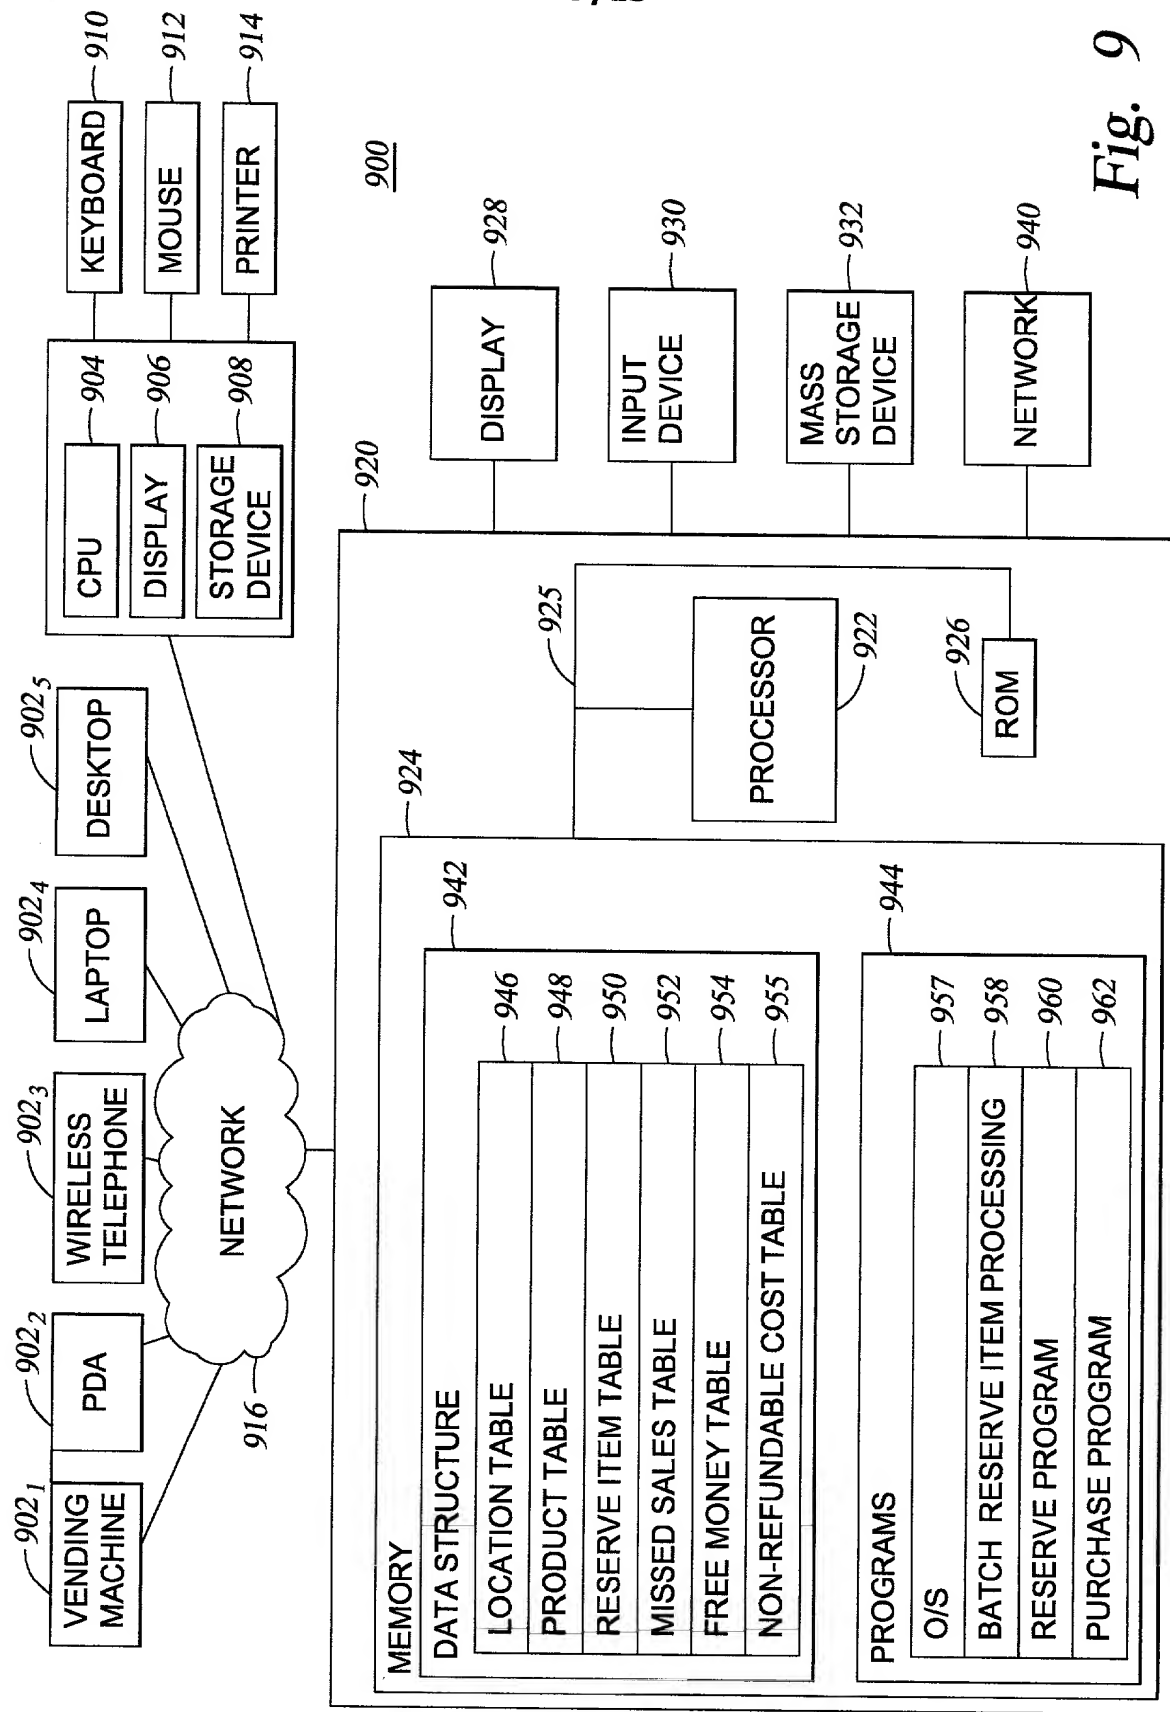 902₁
VENDING
MACHINE
902₂
PDA
902₃
WIRELESS
TELEPHONE
902₄
LAPTOP
902₅
DESKTOP
CPU
904
DISPLAY
906
STORAGE
DEVICE
908
KEYBOARD
910
MOUSE
912
PRINTER
914
NETWORK
916
900
920
MEMORY
924
DATA STRUCTURE
942
LOCATION TABLE
946
PRODUCT TABLE
948
RESERVE ITEM TABLE
950
MISSED SALES TABLE
952
FREE MONEY TABLE
954
NON-REFUNDABLE COST TABLE
955
PROGRAMS
944
O/S
957
BATCH RESERVE ITEM PROCESSING
958
RESERVE PROGRAM
960
PURCHASE PROGRAM
962
925
PROCESSOR
922
926
ROM
DISPLAY
928
INPUT
DEVICE
930
MASS
STORAGE
DEVICE
932
NETWORK
940
Fig. 9